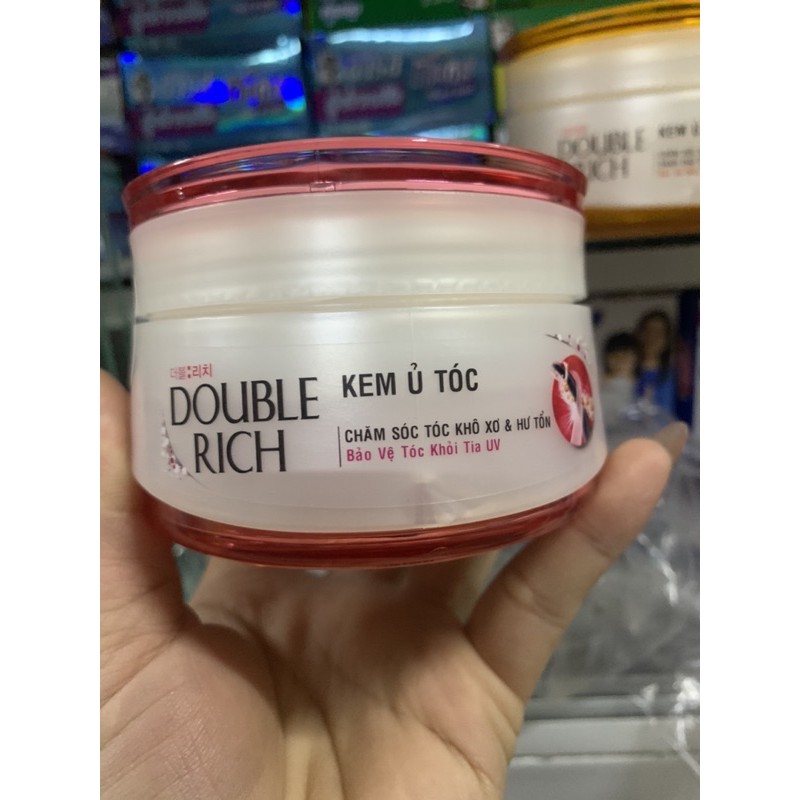 더블:리치
DOUBLE
RICH
KEM Ủ TÓC
CHĂM SÓC TÓC KHÔ XƠ & HƯ TỔN
Bảo Vệ Tóc Khỏi Tia UV
DOUBLE
RICH
KEM Ủ